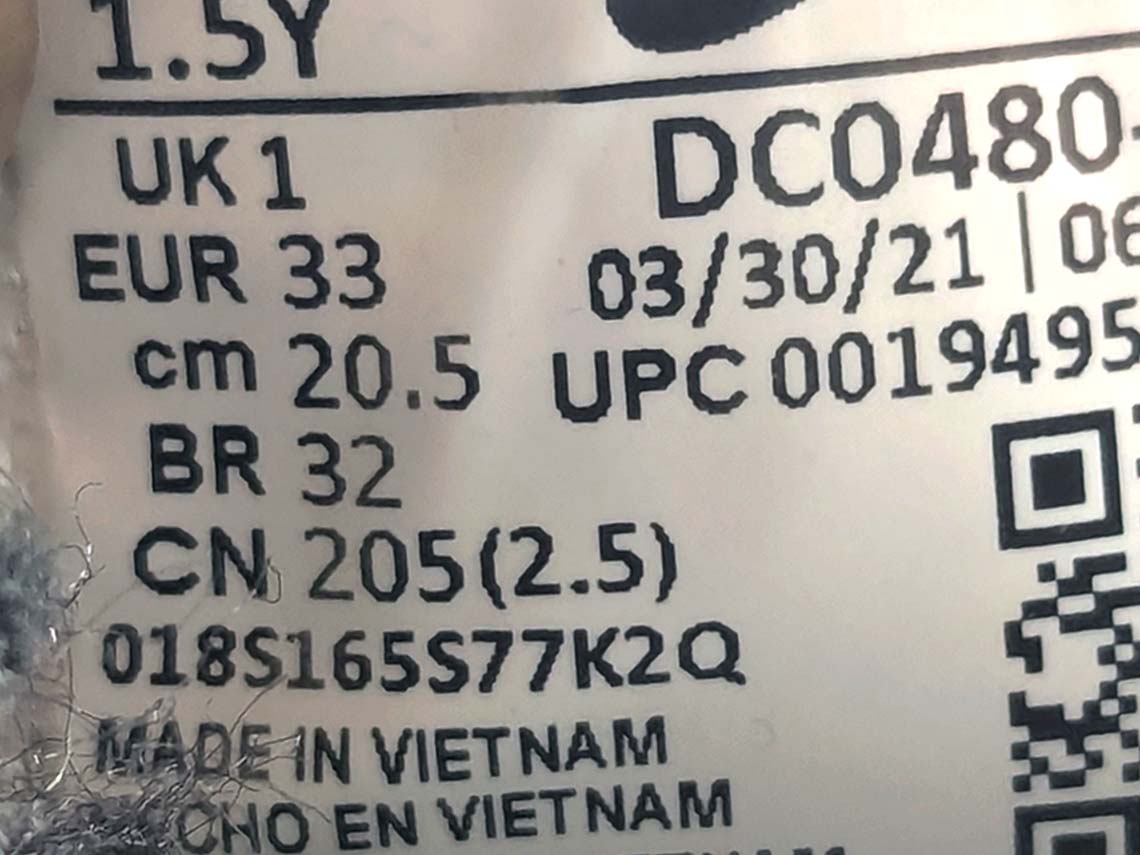 1.5Y
UK 1
EUR 33
cm 20.5
BR 32
CN 205(2.5)
018S165S77K2Q
MADE IN VIETNAM
CHO EN VIETNAM
DC0480-
03/30/21 | 06
UPC 0019495